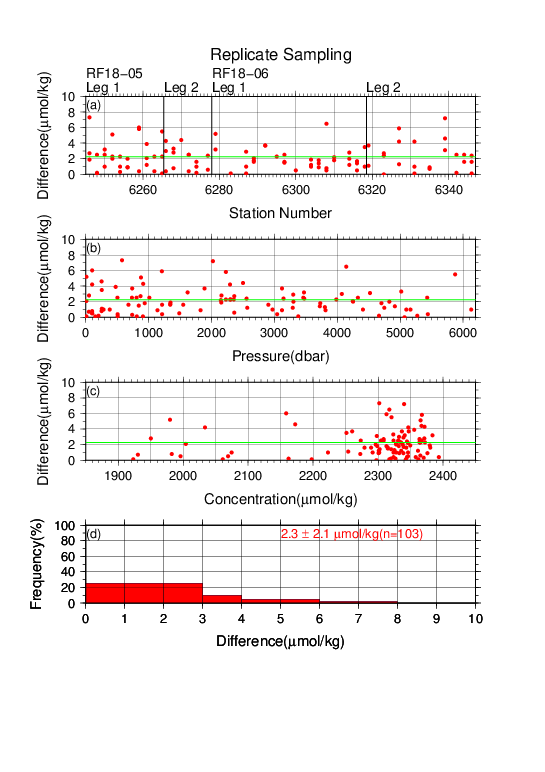 Replicate Sampling
RF18−05 RF18−06
Leg 1 Leg 2 Leg 1 Leg 2
(a)
Difference(μmol/kg)
10
8
6
4
2
0
6260 6280 6300 6320 6340
Station Number
(b)
Difference(μmol/kg)
10
8
6
4
2
0
0 1000 2000 3000 4000 5000 6000
Pressure(dbar)
(c)
Difference(μmol/kg)
10
8
6
4
2
0
1900 2000 2100 2200 2300 2400
Concentration(μmol/kg)
(d)
2.3 ± 2.1 μmol/kg(n=103)
Frequency(%)
100
80
60
40
20
0
0 1 2 3 4 5 6 7 8 9 10
Difference(μmol/kg)